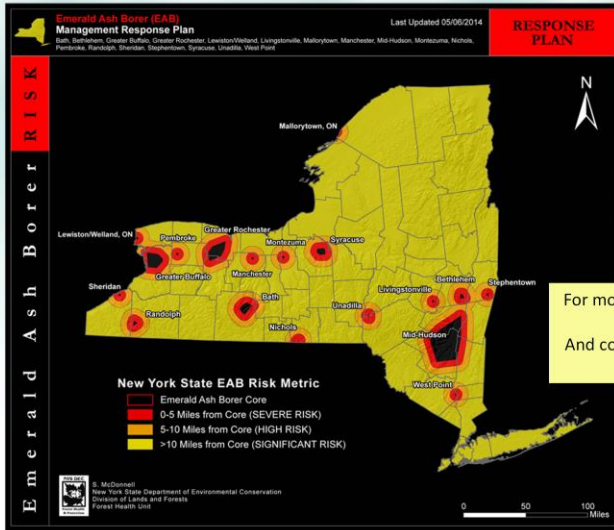 Emerald Ash Borer (EAB)
Management Response Plan
Bath, Bethlehem, Greater Buffalo, Greater Rochester, Lewiston/Welland, Livingstonville, Mallorytown, Manchester, Mid-Hudson, Montezuma, Nichols,
Pembroke, Randolph, Sheridan, Stephentown, Syracuse, Unadilla, West Point
Last Updated 05/06/2014
RESPONSE
PLAN
Emerald Ash Borer RISK
N
Mallorytown, ON
Lewiston/Welland, ON
Pembroke
Greater Rochester
Montezuma
Syracuse
Greater Buffalo
Manchester
Sheridan
Randolph
Bath
Nichols
Unadilla
Livingstonville
Bethlehem
Stephentown
Mid-Hudson
West Point
For mo
And co
New York State EAB Risk Metric
Emerald Ash Borer Core
0-5 Miles from Core (SEVERE RISK)
5-10 Miles from Core (HIGH RISK)
>10 Miles from Core (SIGNIFICANT RISK)
S. McDonnell
New York State Department of Environmental Conservation
Division of Lands and Forests
Forest Health Unit
0 50 100
Miles